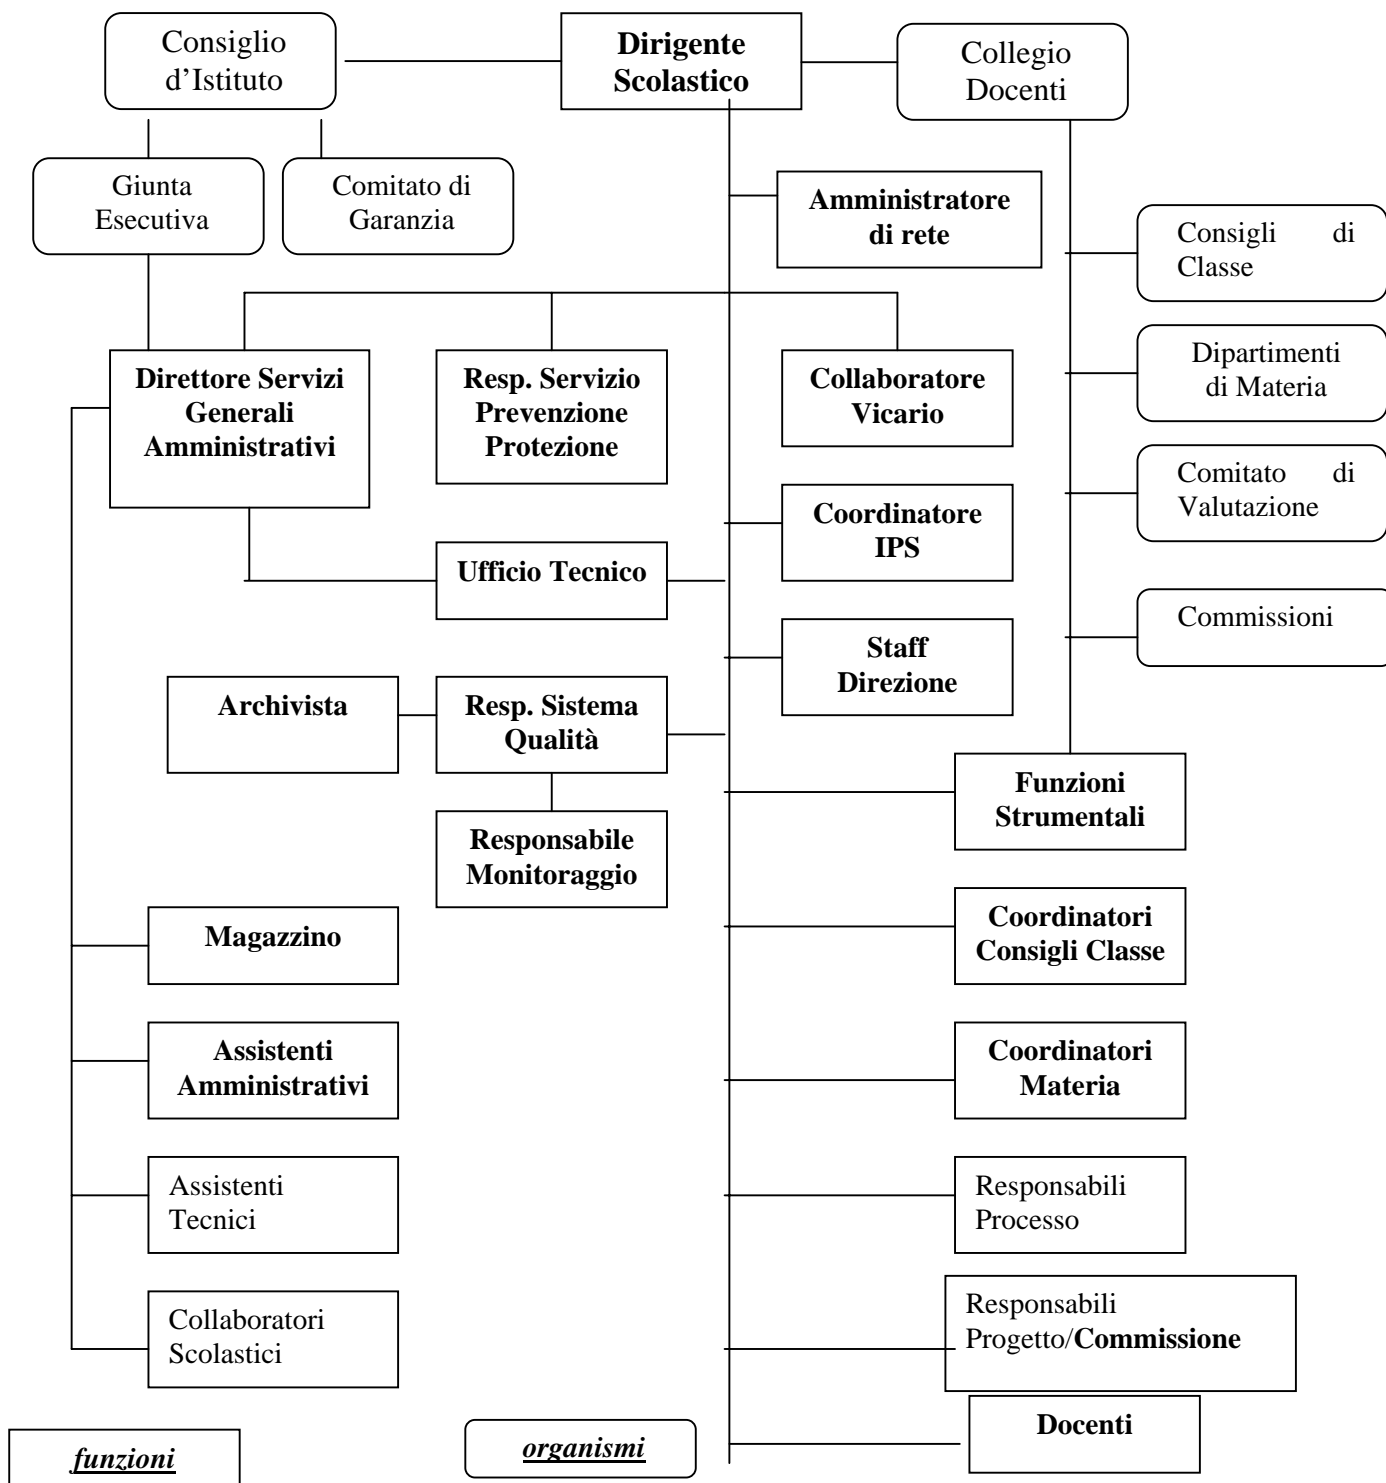 Consiglio
d'Istituto
Dirigente
Scolastico
Collegio
Docenti
Giunta
Esecutiva
Comitato di
Garanzia
Amministratore
di rete
Consigli di
Classe
Direttore Servizi
Generali
Amministrativi
Resp. Servizio
Prevenzione
Protezione
Collaboratore
Vicario
Dipartimenti
di Materia
Comitato di
Valutazione
Coordinatore
IPS
Ufficio Tecnico
Commissioni
Staff
Direzione
Archivista
Resp. Sistema
Qualità
Funzioni
Strumentali
Responsabile
Monitoraggio
Magazzino
Coordinatori
Consigli Classe
Assistenti
Amministrativi
Coordinatori
Materia
Assistenti
Tecnici
Responsabili
Processo
Collaboratori
Scolastici
Responsabili
Progetto/Commissione
Docenti
funzioni
organismi